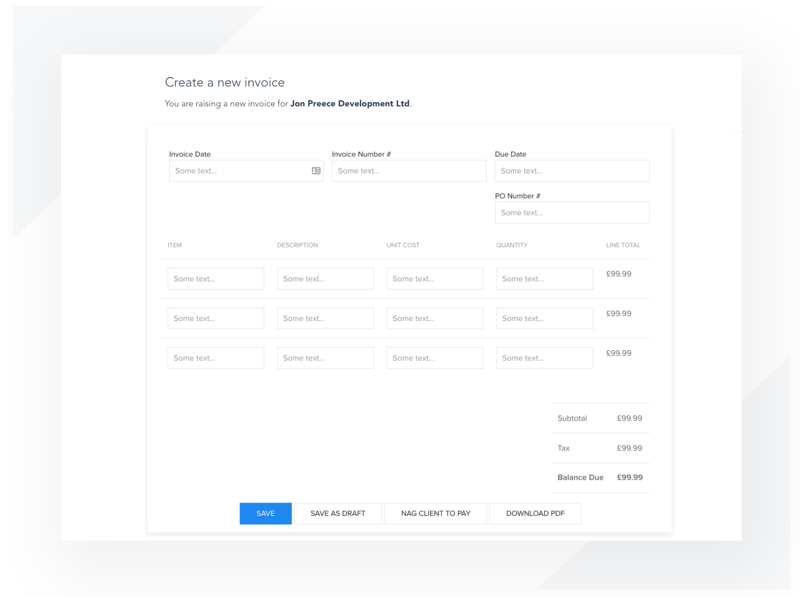 Create a new invoice
You are raising a new invoice for Jon Preece Development Ltd.
Invoice Date Invoice Number # Due Date
Some text... Some text... Some text...
PO Number #
Some text...
ITEM DESCRIPTION UNIT COST QUANTITY LINE TOTAL
Some text... Some text... Some text... Some text... £99.99
Some text... Some text... Some text... Some text... £99.99
Some text... Some text... Some text... Some text... £99.99
Subtotal £99.99
Tax £99.99
Balance Due £99.99
SAVE SAVE AS DRAFT NAG CLIENT TO PAY DOWNLOAD PDF